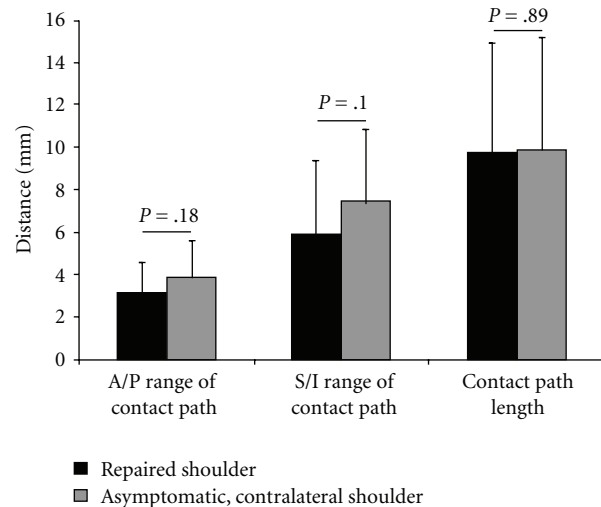 16
14
12
10
8
6
4
2
0
Distance (mm)
P = .18
P = .1
P = .89
A/P range of
contact path
S/I range of
contact path
Contact path
length
Repaired shoulder
Asymptomatic, contralateral shoulder